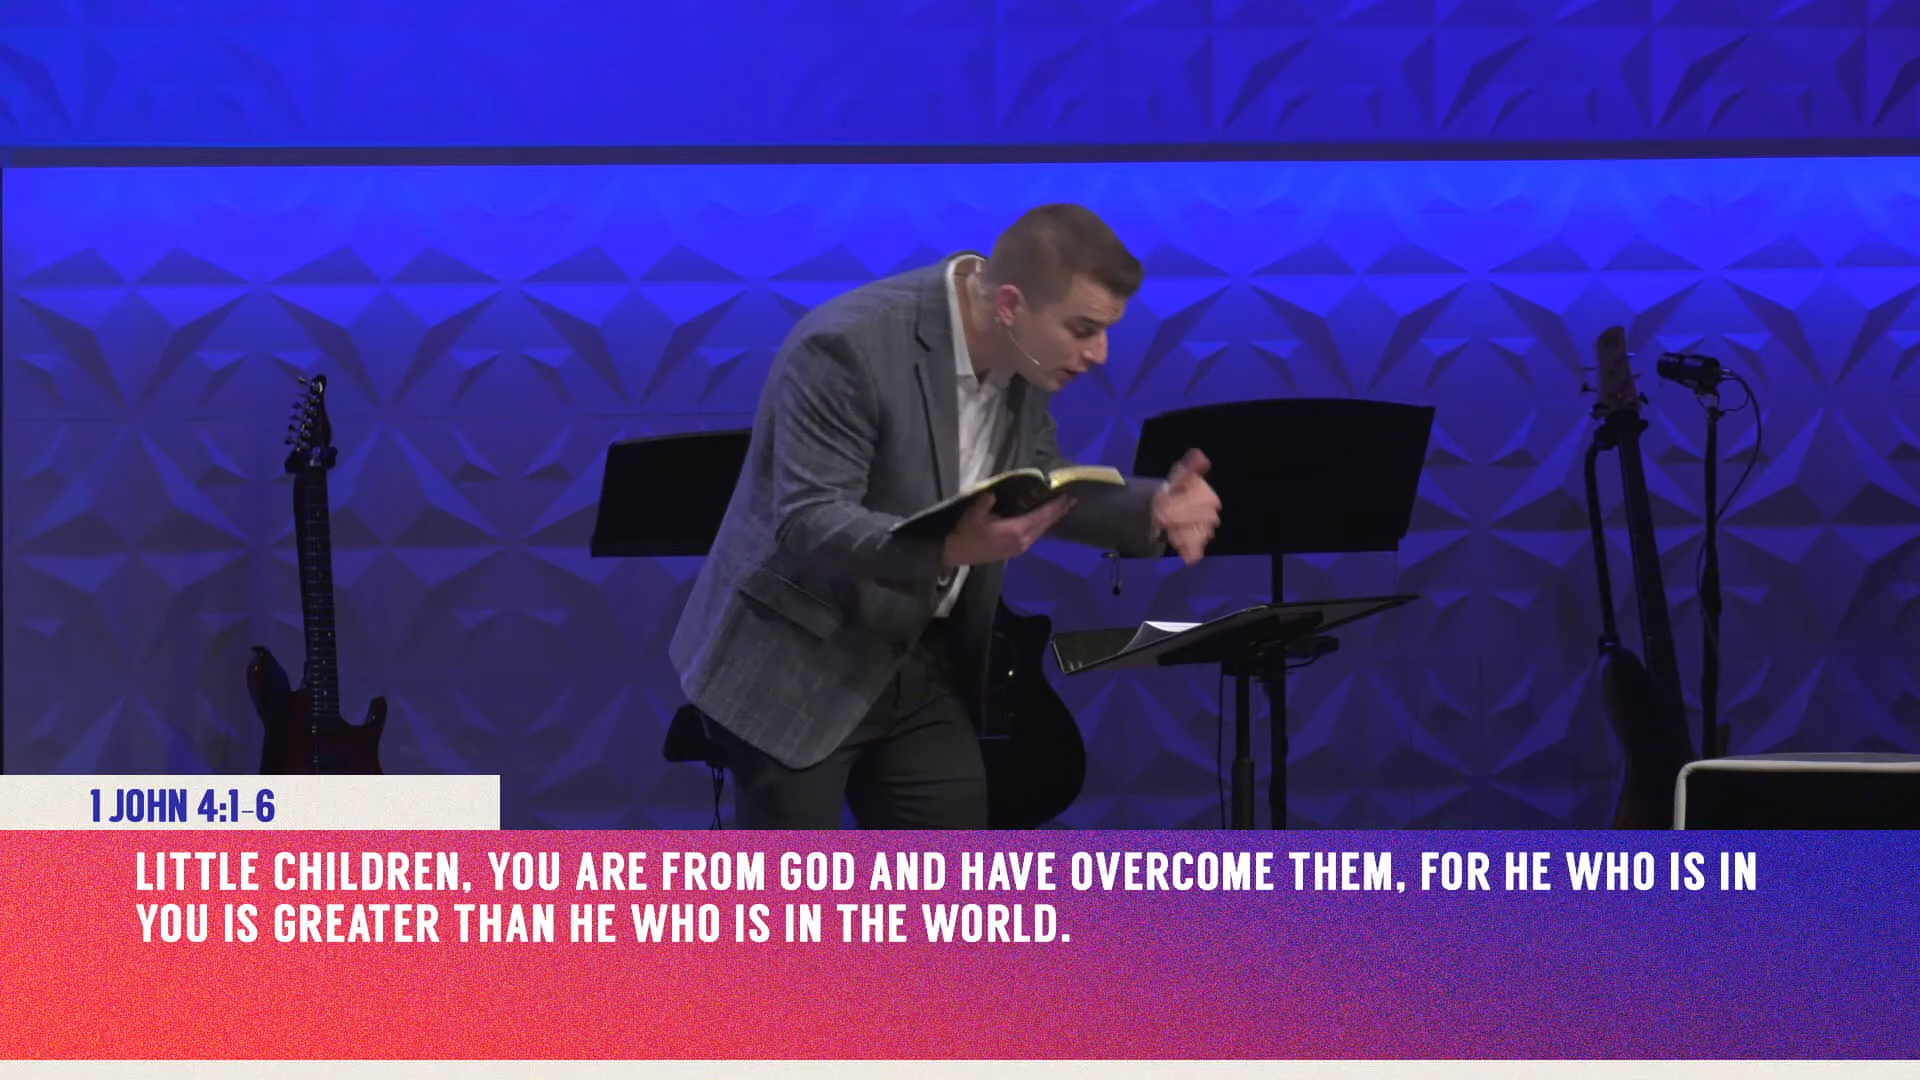 1 JOHN 4:1-6
LITTLE CHILDREN, YOU ARE FROM GOD AND HAVE OVERCOME THEM, FOR HE WHO IS IN
YOU IS GREATER THAN HE WHO IS IN THE WORLD.